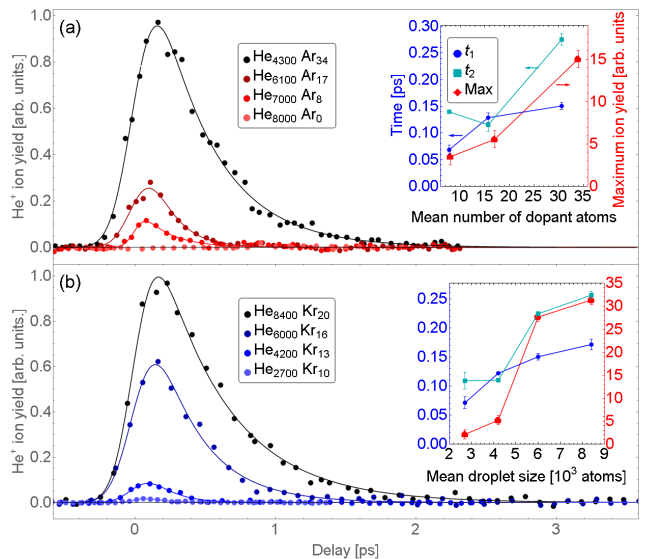 (a)
He⁺ ion yield [arb. units.]
1.0
0.8
0.6
0.4
0.2
0.0
He4300 Ar34
He6100 Ar17
He7000 Ar8
He8000 Ar0
Time [ps]
0.30
0.25
0.20
0.15
0.10
0.05
0.00
t1
t2
Max
15
10
5
0
Maximum ion yield [arb. units]
10 15 20 25 30 35
Mean number of dopant atoms
(b)
He⁺ ion yield [arb. units.]
1.0
0.8
0.6
0.4
0.2
0.0
He8400 Kr20
He6000 Kr16
He4200 Kr13
He2700 Kr10
0.25
0.20
0.15
0.10
0.05
0.00
35
30
25
20
15
10
5
0
2 3 4 5 6 7 8 9
Mean droplet size [10³ atoms]
0 1 2 3
Delay [ps]